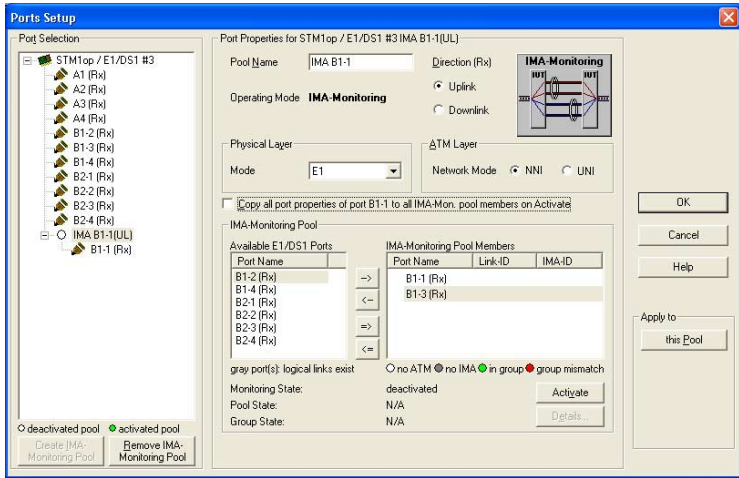 Ports Setup
Port Selection
STM1op / E1/DS1 #3
A1 (Rx)
A2 (Rx)
A3 (Rx)
A4 (Rx)
B1-2 (Rx)
B1-3 (Rx)
B1-4 (Rx)
B2-1 (Rx)
B2-2 (Rx)
B2-3 (Rx)
B2-4 (Rx)
IMA B1-1(UL)
B1-1 (Rx)
deactivated pool activated pool
Create IMA-
Monitoring Pool
Remove IMA-
Monitoring Pool
Port Properties for STM1op / E1/DS1 #3 IMA B1-1(UL)
Pool Name IMA B1-1
Operating Mode IMA-Monitoring
Direction (Rx)
Uplink
Downlink
IMA-Monitoring
IUT IUT
Physical Layer
Mode E1
ATM Layer
Network Mode NNI UNI
Copy all port properties of port B1-1 to all IMA-Mon. pool members on Activate
IMA-Monitoring Pool
Available E1/DS1 Ports
Port Name
B1-2 (Rx)
B1-4 (Rx)
B2-1 (Rx)
B2-2 (Rx)
B2-3 (Rx)
B2-4 (Rx)
->
<-
=>
<=
IMA-Monitoring Pool Members
Port Name Link-ID IMA-ID
B1-1 (Rx)
B1-3 (Rx)
gray port(s): logical links exist
no ATM no IMA in group group mismatch
Monitoring State: deactivated
Pool State: N/A
Group State: N/A
Activate
Details...
OK
Cancel
Help
Apply to
this Pool